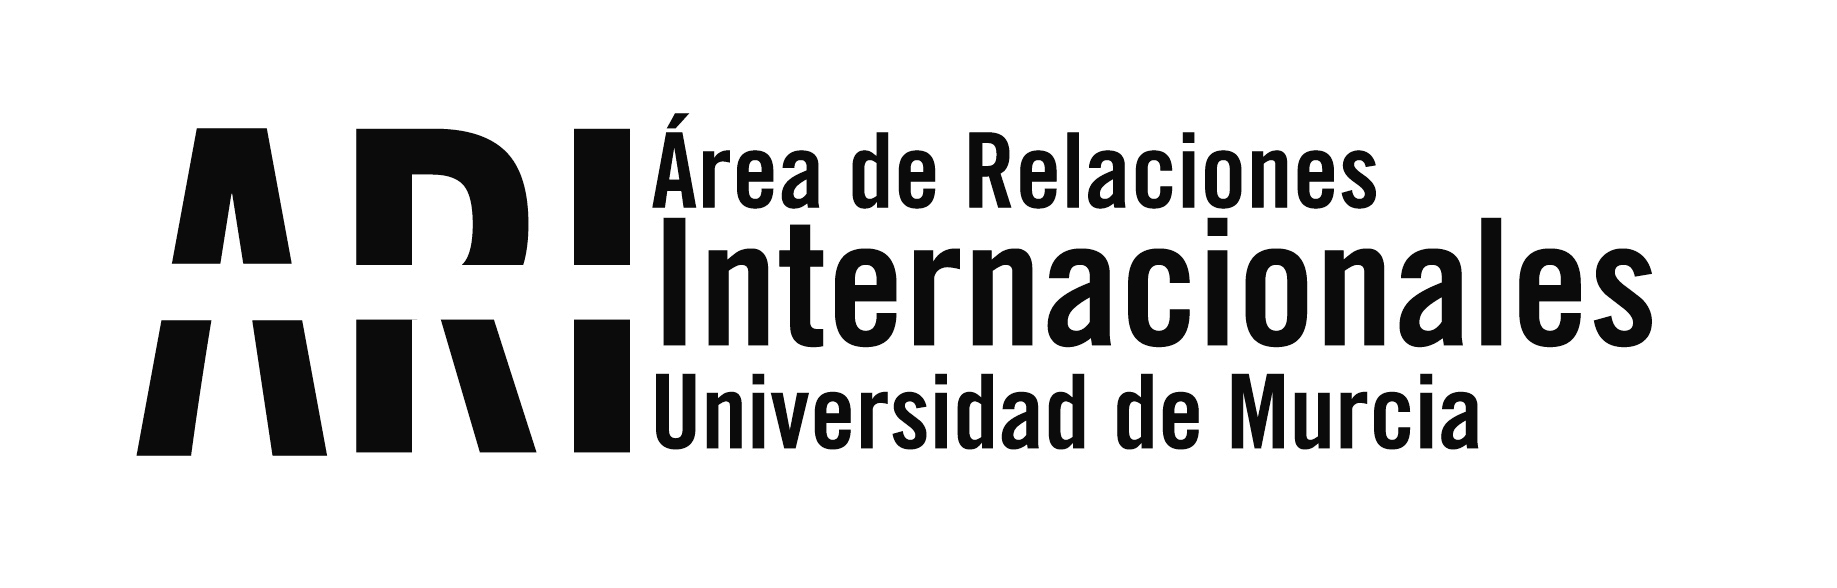 ARI
Área de Relaciones
Internacionales
Universidad de Murcia